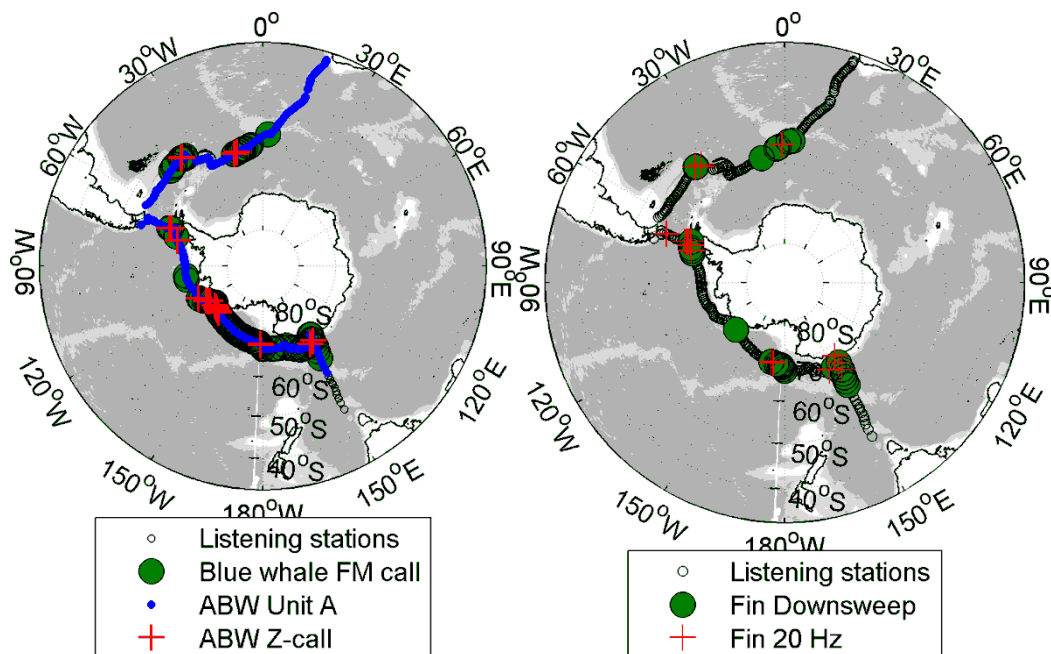 0°
30°W
30°E
60°W
60°E
90°W
90°E
80°S
120°W
60°S
120°E
50°S
40°S
150°W
150°E
180°W
Listening stations
Blue whale FM call
ABW Unit A
ABW Z-call
0°
30°W
30°E
60°W
60°E
90°W
90°E
80°S
120°W
60°S
120°E
50°S
40°S
150°W
150°E
180°W
Listening stations
Fin Downsweep
Fin 20 Hz